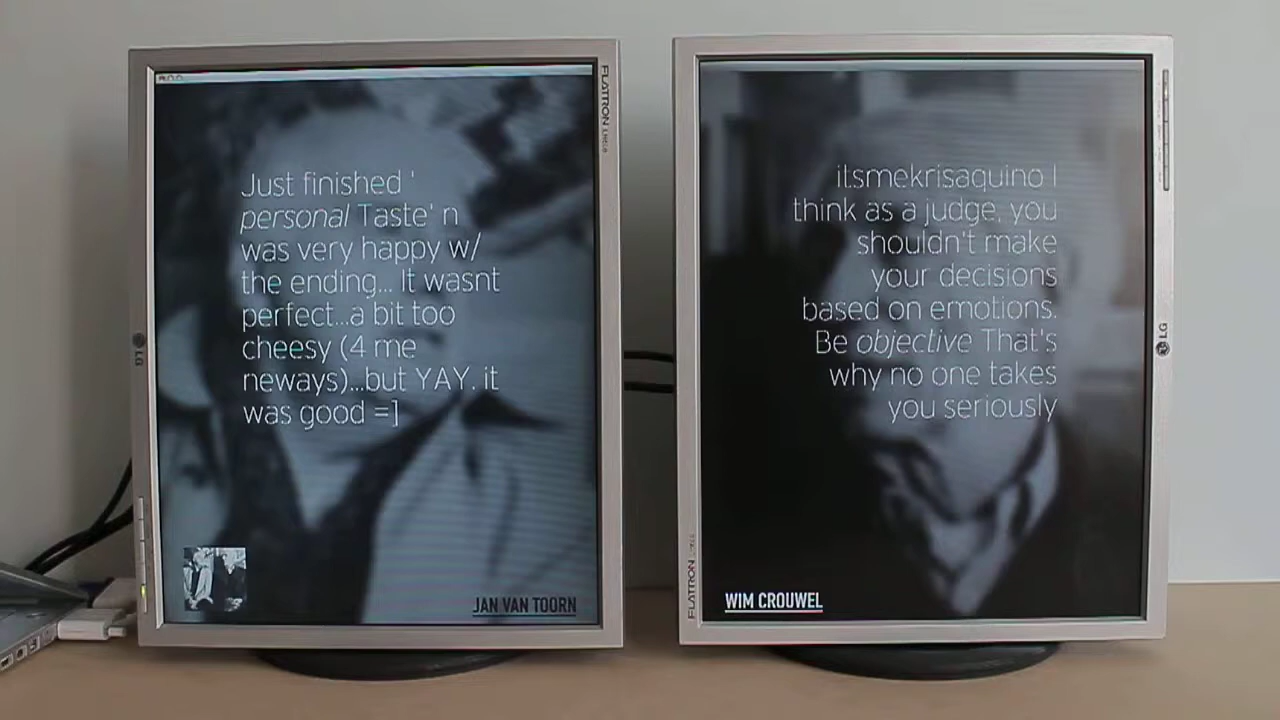 Just finished '
personal Taste' n
was very happy w/
the ending... It wasnt
perfect...a bit too
cheesy (4 me
neways)...but YAY. it
was good =]
JAN VAN TOORN
FLATRON
LG
itsmekrisaquino I
think as a judge, you
shouldn't make
your decisions
based on emotions.
Be objective That's
why no one takes
you seriously
WIM CROUWEL
FLATRON
LG